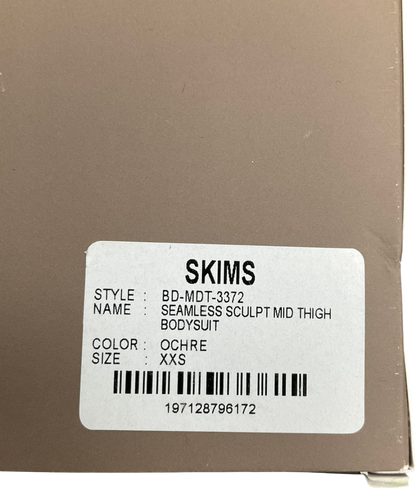 SKIMS
STYLE : BD-MDT-3372
NAME : SEAMLESS SCULPT MID THIGH
BODYSUIT
COLOR : OCHRE
SIZE : XXS
197128796172